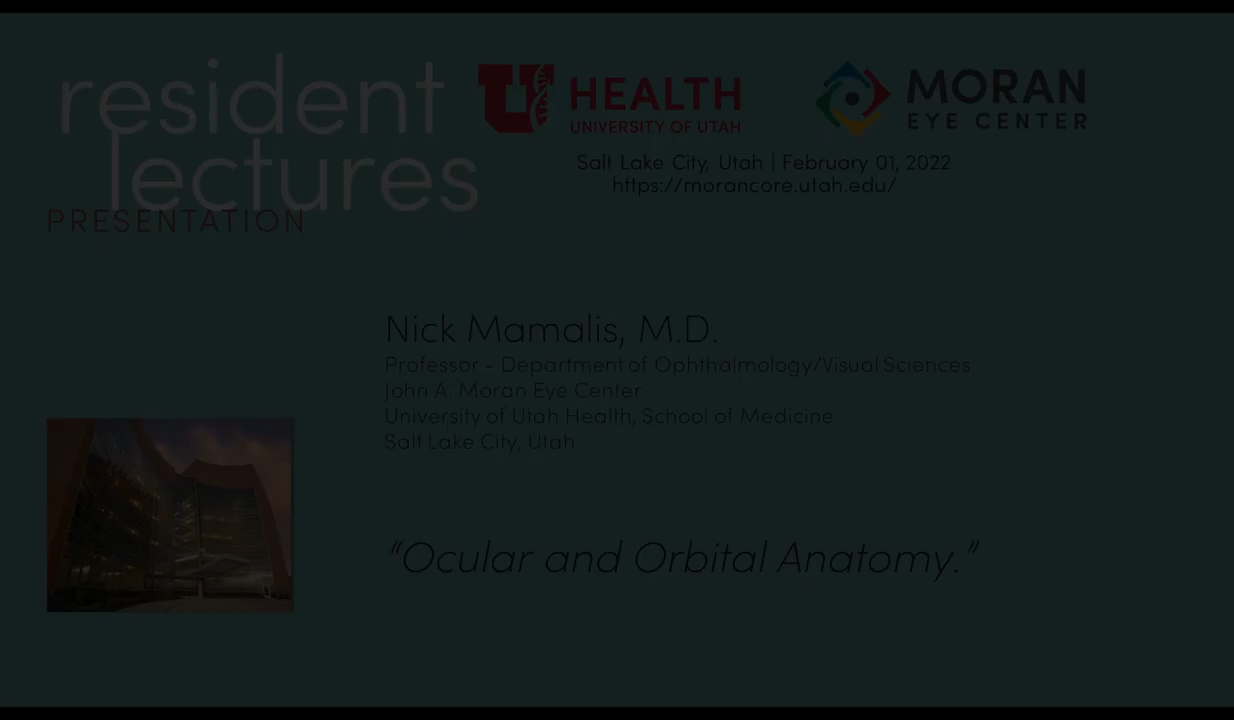 resident
lectures
PRESENTATION
U HEALTH
UNIVERSITY OF UTAH
MORAN
EYE CENTER
Salt Lake City, Utah | February 01, 2022
https://morancore.utah.edu/
Nick Mamalis, M.D.
Professor - Department of Ophthalmology/Visual Sciences
John A. Moran Eye Center
University of Utah Health, School of Medicine
Salt Lake City, Utah
“Ocular and Orbital Anatomy.”